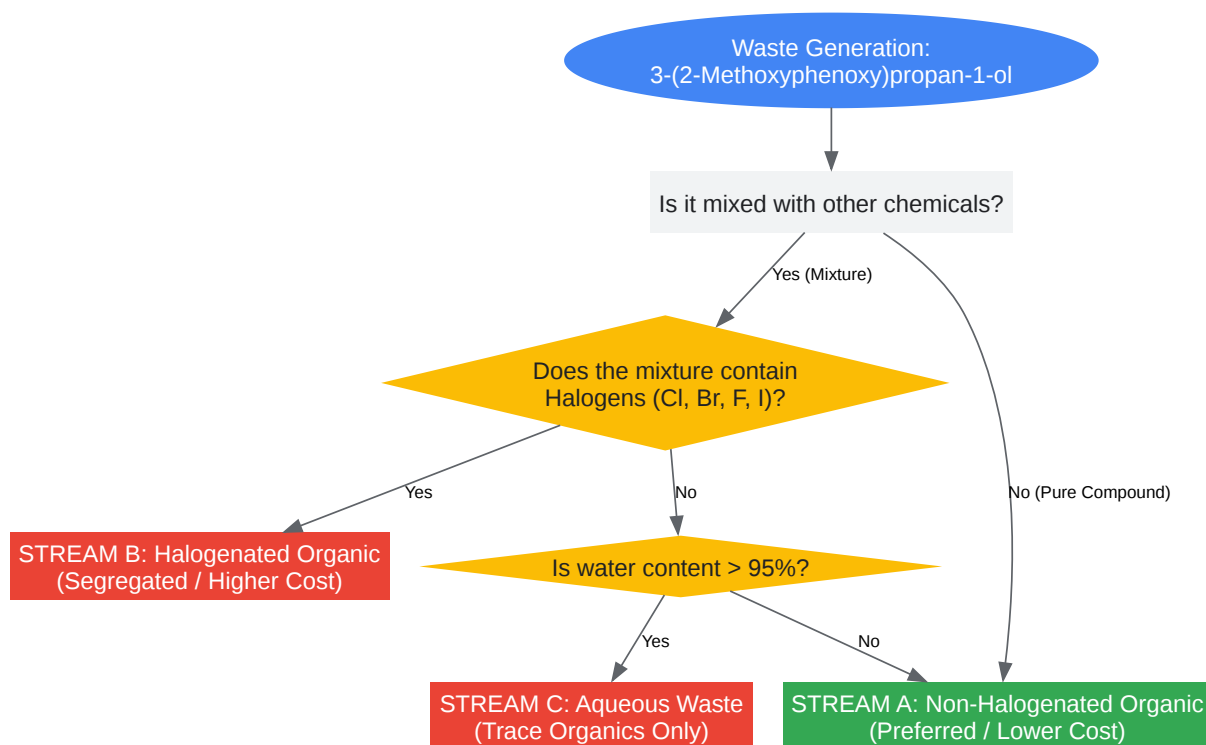 Waste Generation:
3-(2-Methoxyphenoxy)propan-1-ol
Is it mixed with other chemicals?
Yes (Mixture)
Does the mixture contain
Halogens (Cl, Br, F, I)?
Yes
No
No (Pure Compound)
STREAM B: Halogenated Organic
(Segregated / Higher Cost)
Is water content > 95%?
Yes
No
STREAM C: Aqueous Waste
(Trace Organics Only)
STREAM A: Non-Halogenated Organic
(Preferred / Lower Cost)